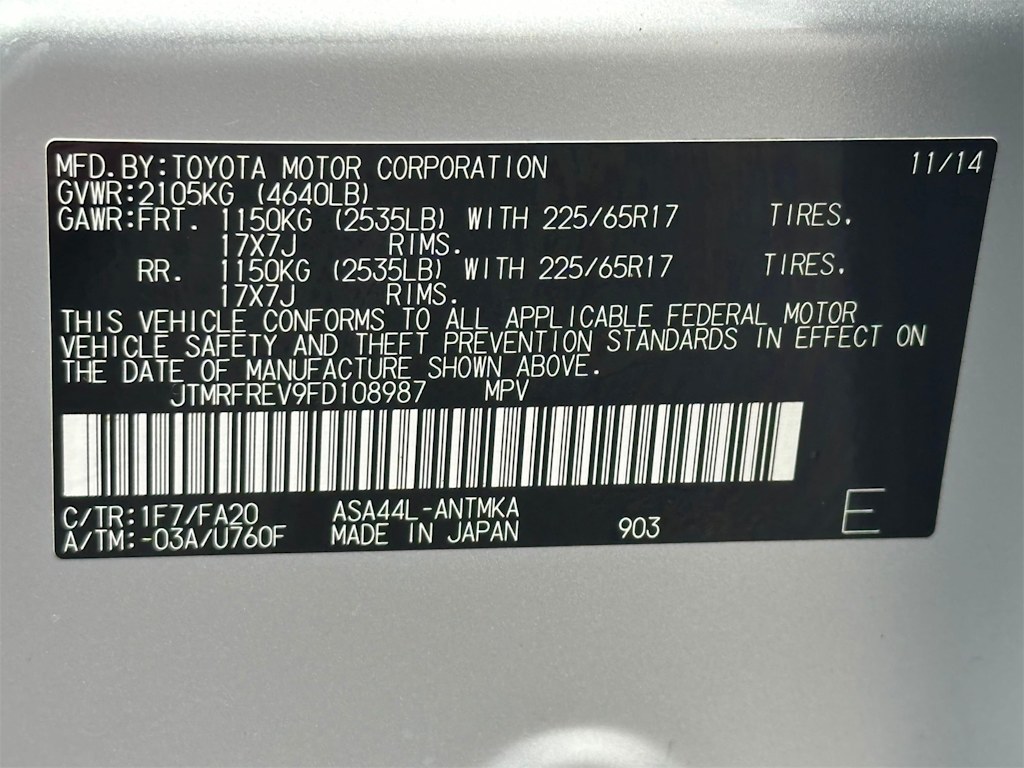 MFD. BY: TOYOTA MOTOR CORPORATION 11/14
GVWR: 2105KG (4640LB)
GAWR: FRT. 1150KG (2535LB) WITH 225/65R17 TIRES.
17X7J RIMS.
RR. 1150KG (2535LB) WITH 225/65R17 TIRES.
17X7J RIMS.
THIS VEHICLE CONFORMS TO ALL APPLICABLE FEDERAL MOTOR
VEHICLE SAFETY AND THEFT PREVENTION STANDARDS IN EFFECT ON
THE DATE OF MANUFACTURE SHOWN ABOVE.
JTMRFREV9FD108987 MPV
C/TR: 1F7/FA20 ASA44L-ANTMKA
A/TM: -03A/U760F MADE IN JAPAN 903 E